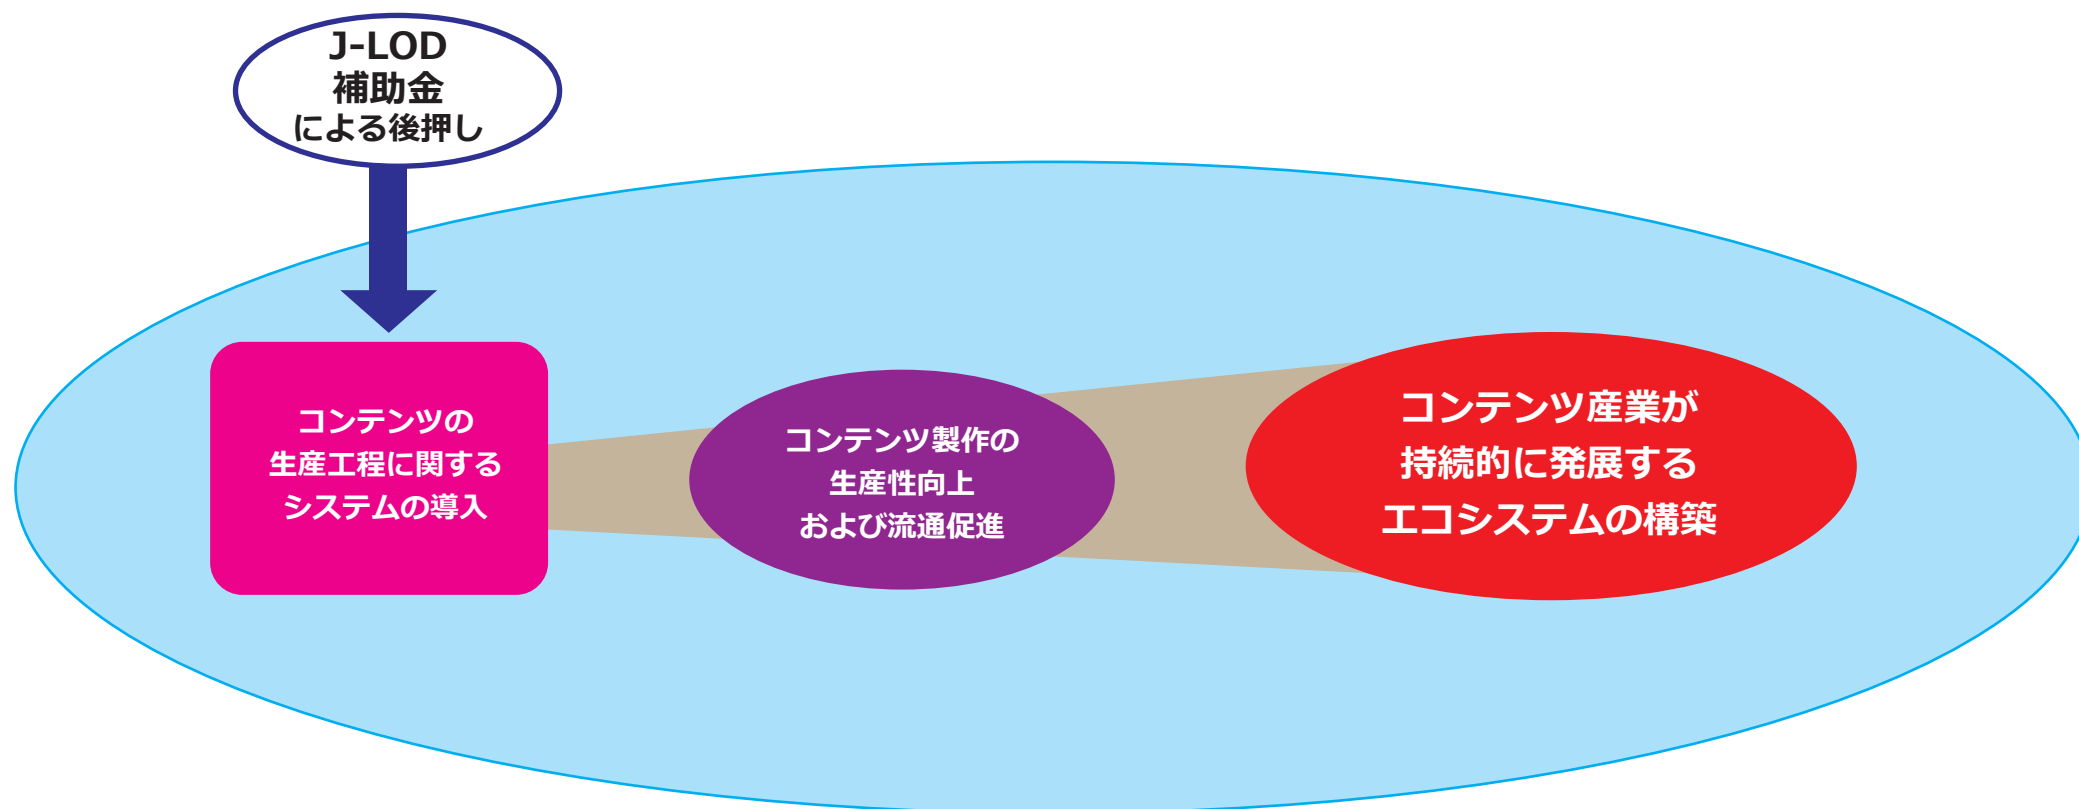 J-LOD
補助金
による後押し
コンテンツの
生産工程に関する
システムの導入
コンテンツ製作の
生産性向上
および流通促進
コンテンツ産業が
持続的に発展する
エコシステムの構築